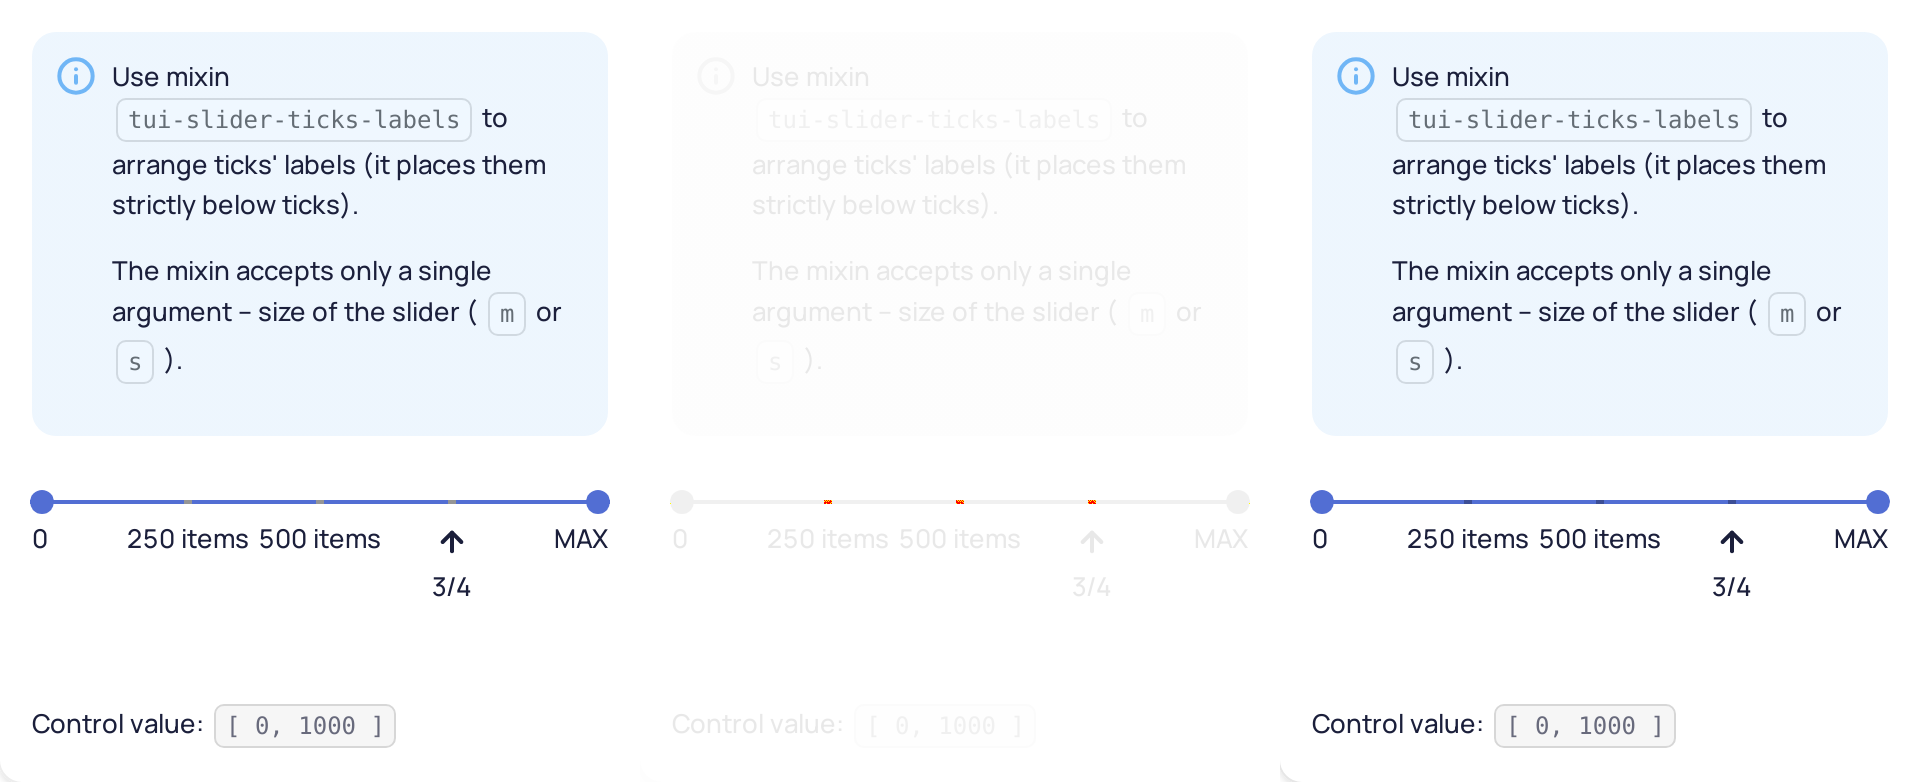 Use mixin
tui-slider-ticks-labels to
arrange ticks' labels (it places them
strictly below ticks).
The mixin accepts only a single
argument – size of the slider ( m or
s ).
0 250 items 500 items MAX
3/4
Control value: [ 0, 1000 ]
Use mixin
tui-slider-ticks-labels to
arrange ticks' labels (it places them
strictly below ticks).
The mixin accepts only a single
argument – size of the slider ( m or
s ).
0 250 items 500 items MAX
3/4
Control value: [ 0, 1000 ]
Use mixin
tui-slider-ticks-labels to
arrange ticks' labels (it places them
strictly below ticks).
The mixin accepts only a single
argument – size of the slider ( m or
s ).
0 250 items 500 items MAX
3/4
Control value: [ 0, 1000 ]